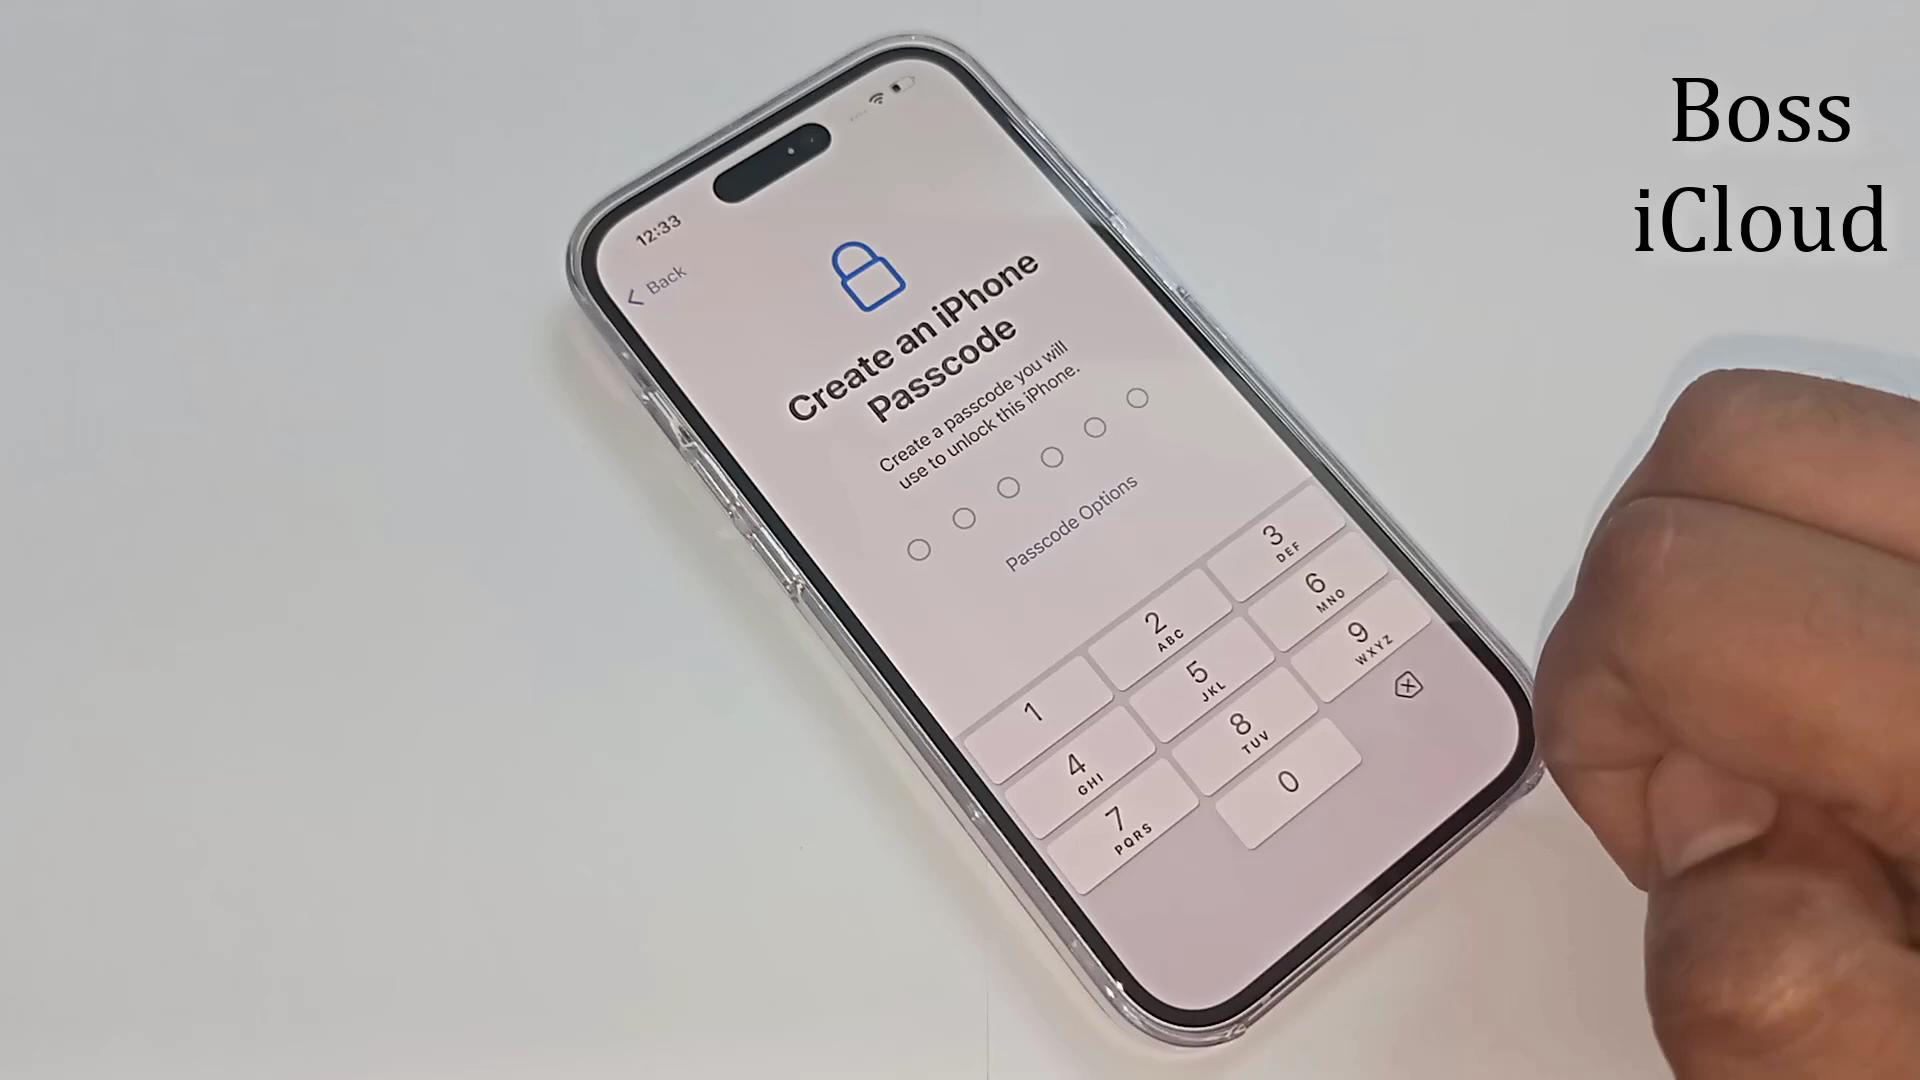 Boss
iCloud
12:33
Back
Create an iPhone
Passcode
Create a passcode you will
use to unlock this iPhone.
Passcode Options
1
2
ABC
3
DEF
4
GHI
5
JKL
6
MNO
7
PQRS
8
TUV
9
WXYZ
0